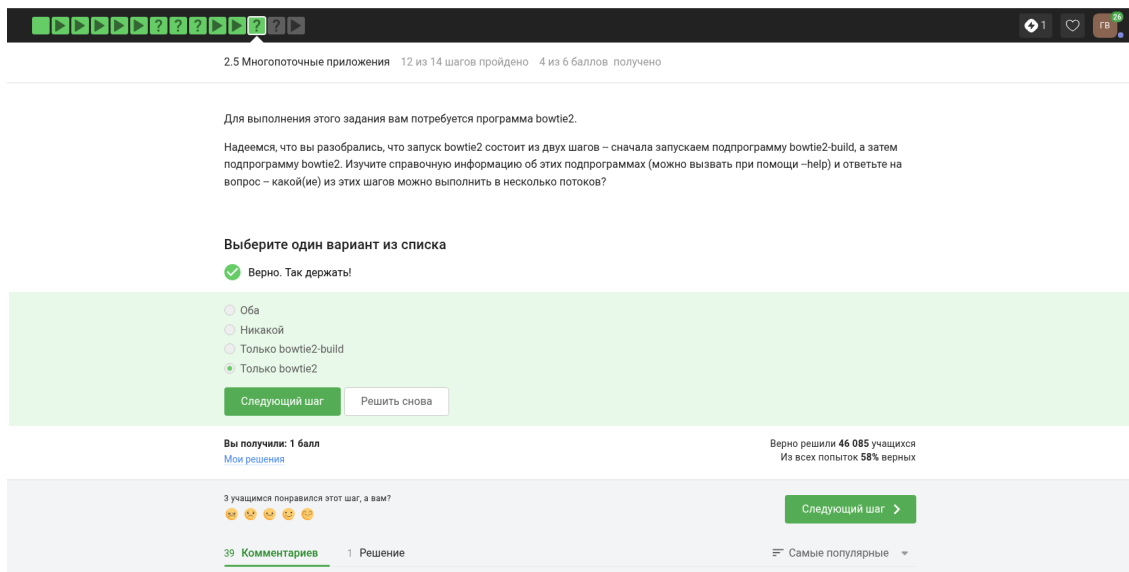 ? ? ? ? ?
1 ГВ 26
2.5 Многопоточные приложения 12 из 14 шагов пройдено 4 из 6 баллов получено
Для выполнения этого задания вам потребуется программа bowtie2.
Надеемся, что вы разобрались, что запуск bowtie2 состоит из двух шагов – сначала запускаем подпрограмму bowtie2-build, а затем
подпрограмму bowtie2. Изучите справочную информацию об этих подпрограммах (можно вызвать при помощи –help) и ответьте на
вопрос – какой(ие) из этих шагов можно выполнить в несколько потоков?
Выберите один вариант из списка
Верно. Так держать!
Оба
Никакой
Только bowtie2-build
Только bowtie2
Следующий шаг Решить снова
Вы получили: 1 балл
Мои решения
Верно решили 46 085 учащихся
Из всех попыток 58% верных
3 учащимся понравился этот шаг, а вам?
Следующий шаг
39 Комментариев 1 Решение
Самые популярные